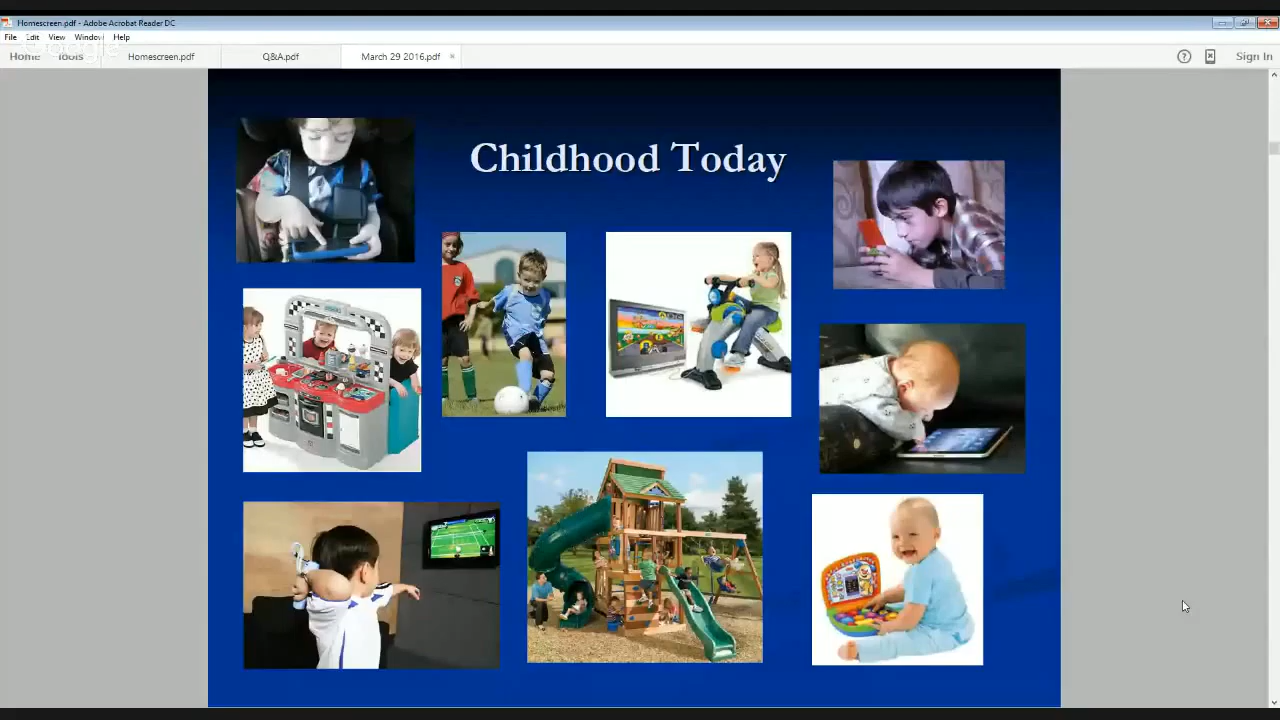 Homescreen.pdf - Adobe Acrobat Reader DC
File Edit View Window Help
Google
Home Tools Homescreen.pdf Q&A.pdf March 29 2016.pdf × Sign In
Childhood Today